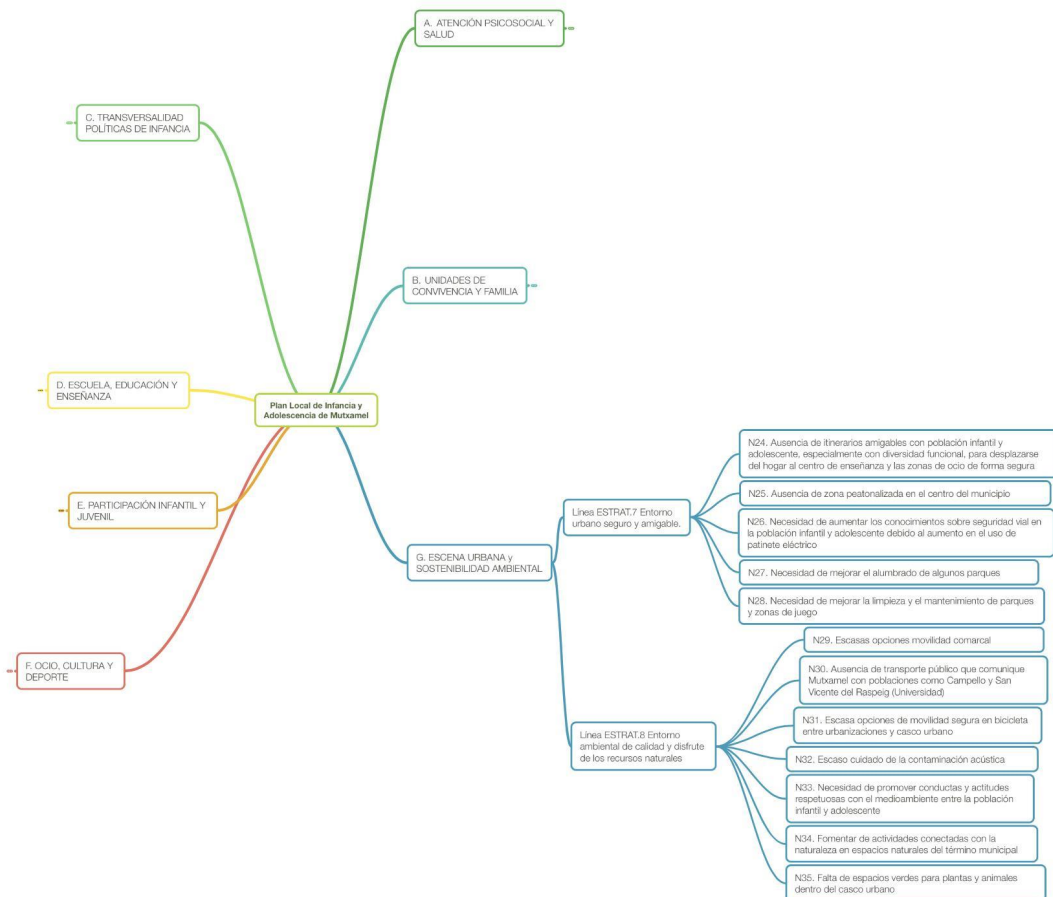 A. ATENCIÓN PSICOSOCIAL Y
SALUD
C. TRANSVERSALIDAD
POLÍTICAS DE INFANCIA
B. UNIDADES DE
CONVIVENCIA Y FAMILIA
D. ESCUELA, EDUCACIÓN Y
ENSEÑANZA
Plan Local de Infancia y
Adolescencia de Mutxamel
E. PARTICIPACIÓN INFANTIL Y
JUVENIL
F. OCIO, CULTURA Y
DEPORTE
G. ESCENA URBANA y
SOSTENIBILIDAD AMBIENTAL
Línea ESTRAT.7 Entorno
urbano seguro y amigable.
N24. Ausencia de itinerarios amigables con población infantil y
adolescente, especialmente con diversidad funcional, para desplazarse
del hogar al centro de enseñanza y las zonas de ocio de forma segura
N25. Ausencia de zona peatonalizada en el centro del municipio
N26. Necesidad de aumentar los conocimientos sobre seguridad vial en
la población infantil y adolescente debido al aumento en el uso de
patinete eléctrico
N27. Necesidad de mejorar el alumbrado de algunos parques
N28. Necesidad de mejorar la limpieza y el mantenimiento de parques
y zonas de juego
Línea ESTRAT.8 Entorno
ambiental de calidad y disfrute
de los recursos naturales
N29. Escasas opciones movilidad comarcal
N30. Ausencia de transporte público que comunique
Mutxamel con poblaciones como Campello y San
Vicente del Raspeig (Universidad)
N31. Escasa opciones de movilidad segura en bicicleta
entre urbanizaciones y casco urbano
N32. Escaso cuidado de la contaminación acústica
N33. Necesidad de promover conductas y actitudes
respetuosas con el medioambiente entre la población
infantil y adolescente
N34. Fomentar de actividades conectadas con la
naturaleza en espacios naturales del término municipal
N35. Falta de espacios verdes para plantas y animales
dentro del casco urbano